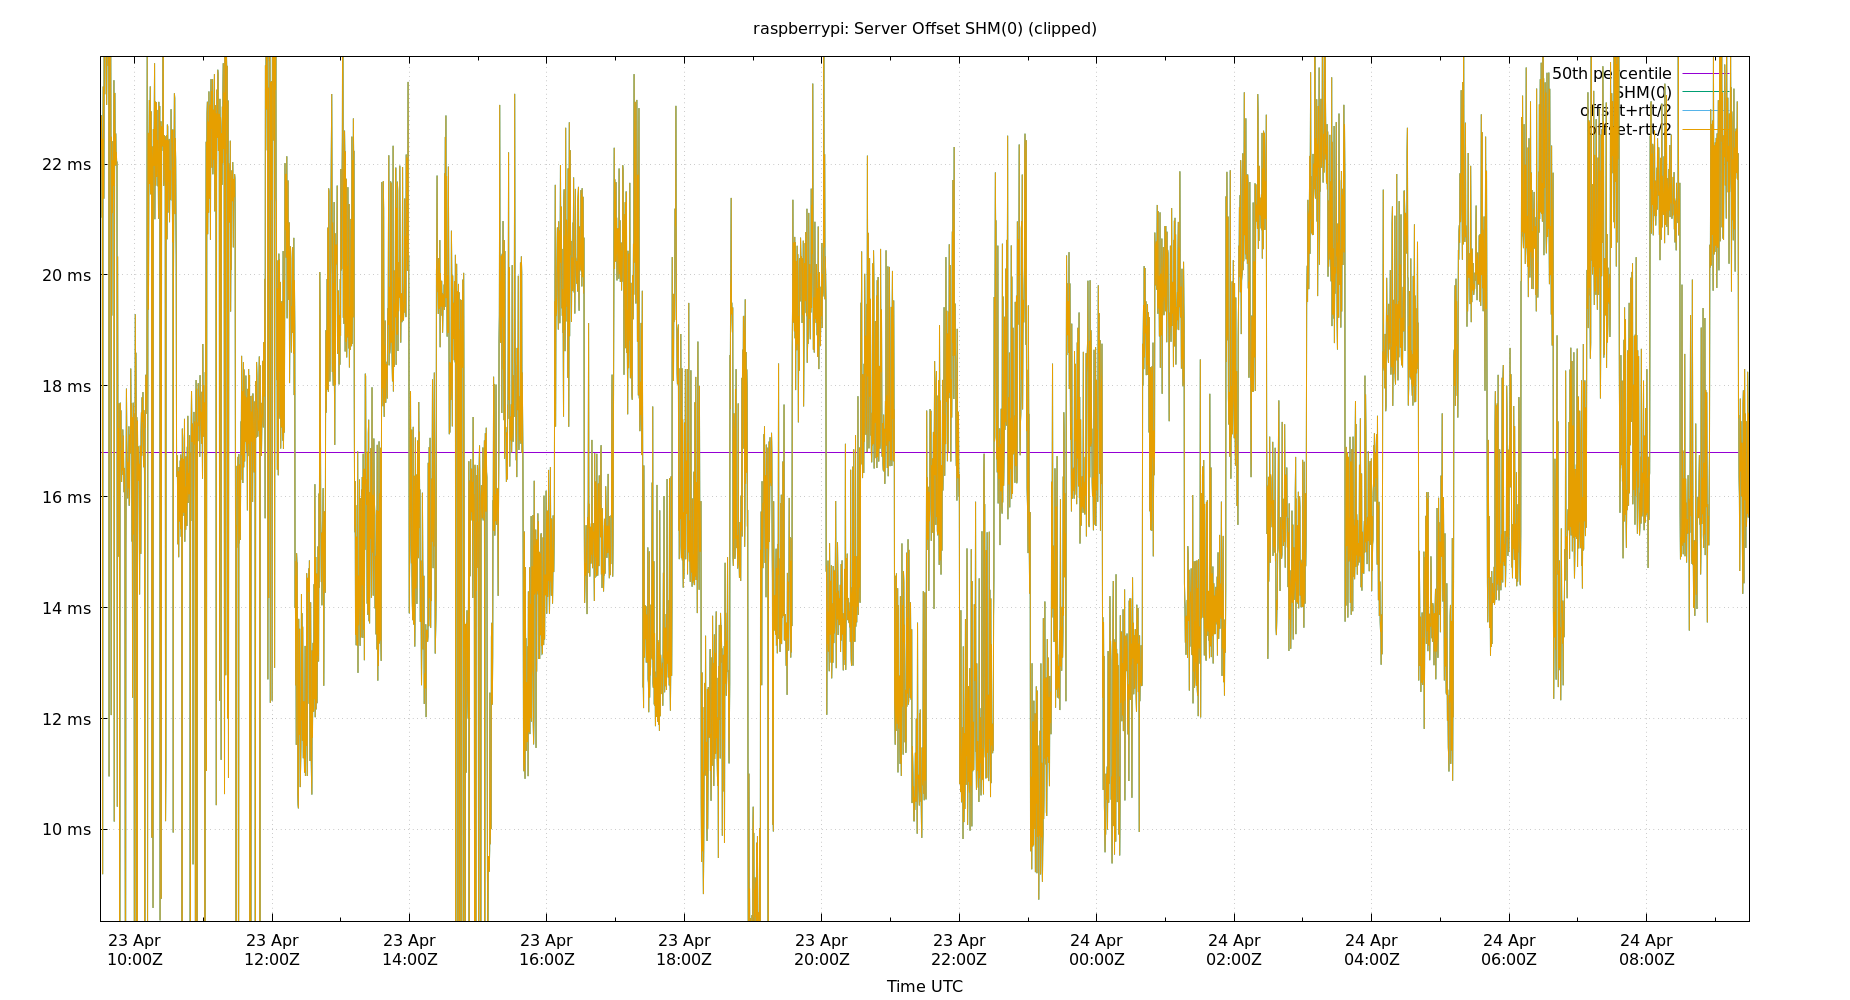 raspberrypi: Server Offset SHM(0) (clipped)
50th percentile
SHM(0)
offset+rtt/2
offset-rtt/2
22 ms
20 ms
18 ms
16 ms
14 ms
12 ms
10 ms
23 Apr 23 Apr 23 Apr 23 Apr 23 Apr 23 Apr 23 Apr 24 Apr 24 Apr 24 Apr 24 Apr 24 Apr
10:00Z 12:00Z 14:00Z 16:00Z 18:00Z 20:00Z 22:00Z 00:00Z 02:00Z 04:00Z 06:00Z 08:00Z
Time UTC